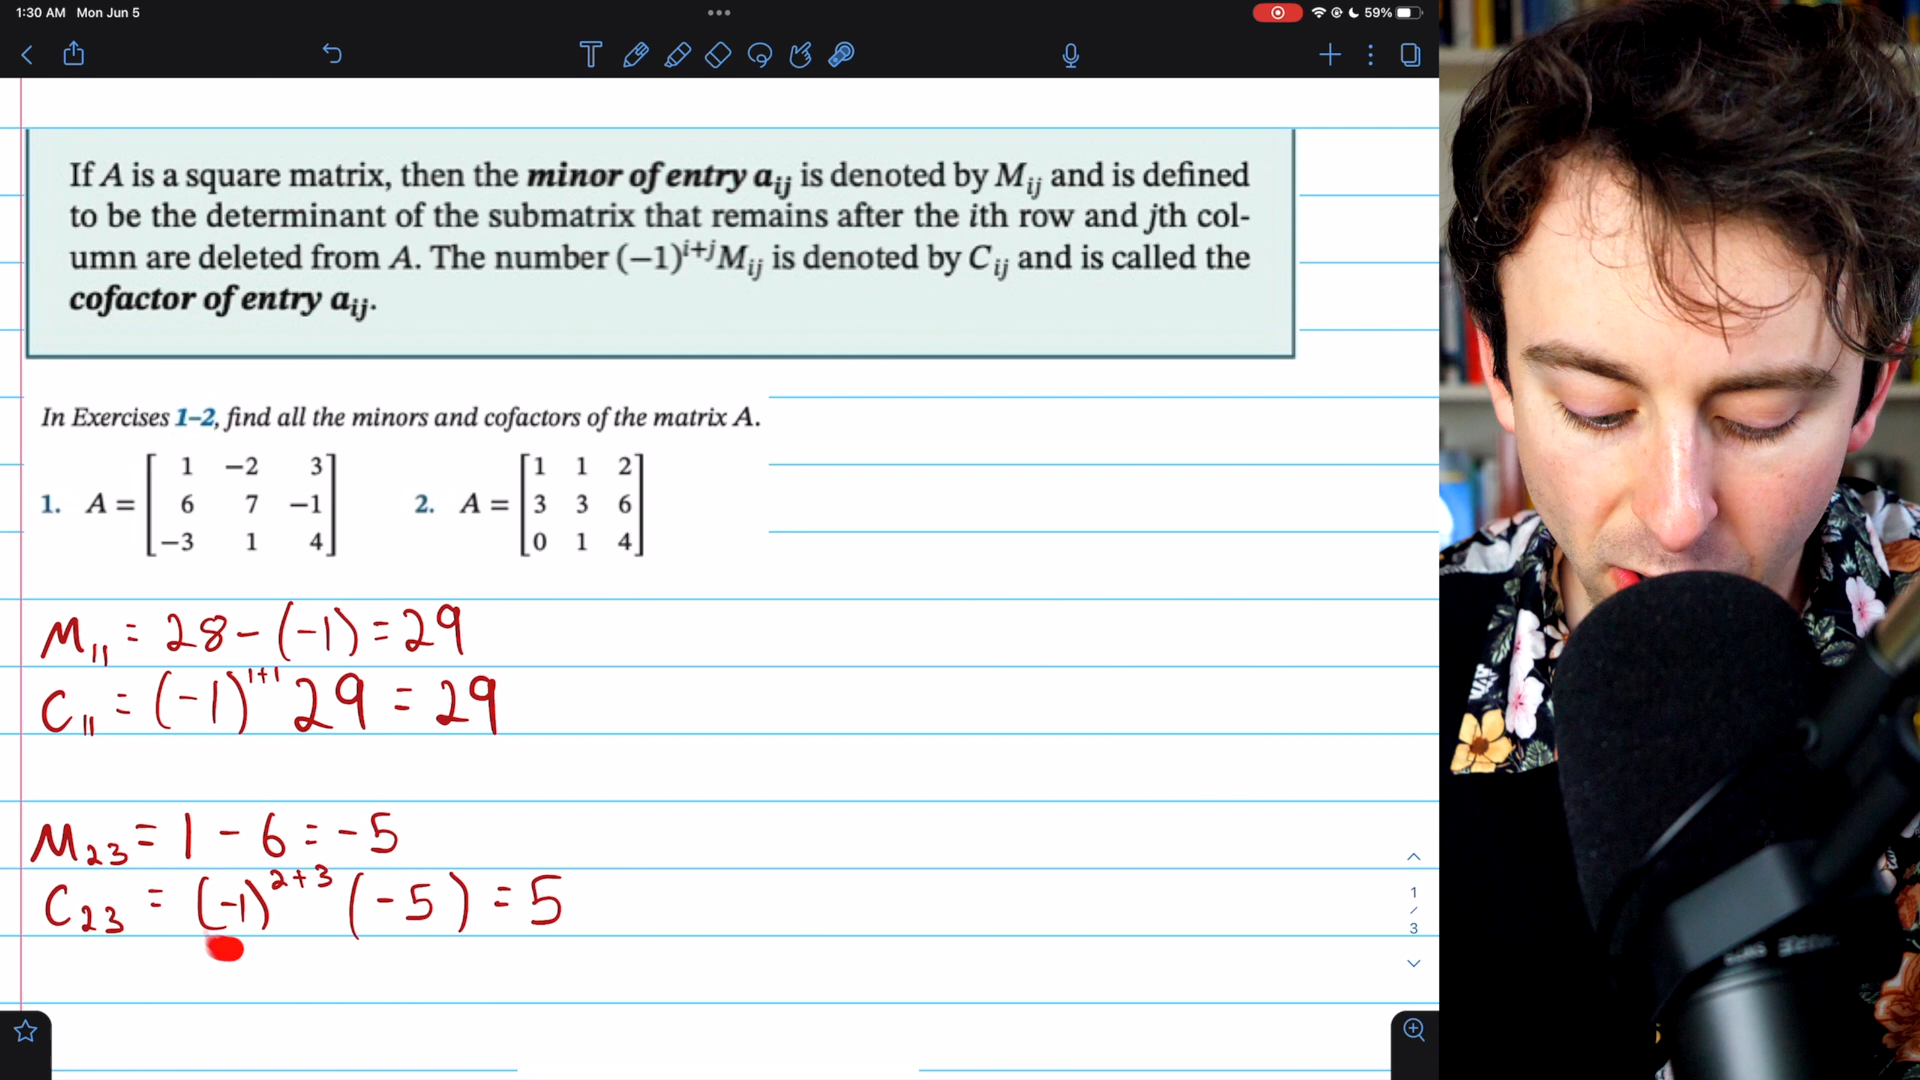 1:30 AM Mon Jun 5
59%
If A is a square matrix, then the minor of entry aij is denoted by Mij and is defined
to be the determinant of the submatrix that remains after the ith row and jth col-
umn are deleted from A. The number (−1)^{i+j}Mij is denoted by Cij and is called the
cofactor of entry aij.
In Exercises 1–2, find all the minors and cofactors of the matrix A.
1. A = [1 −2 3
6 7 −1
−3 1 4]
2. A = [1 1 2
3 3 6
0 1 4]
M₁₁ = 28 - (-1) = 29
C₁₁ = (-1)^{1+1} 29 = 29
M₂₃ = 1 - 6 = -5
C₂₃ = (-1)^{2+3} (-5) = 5
1
/
3